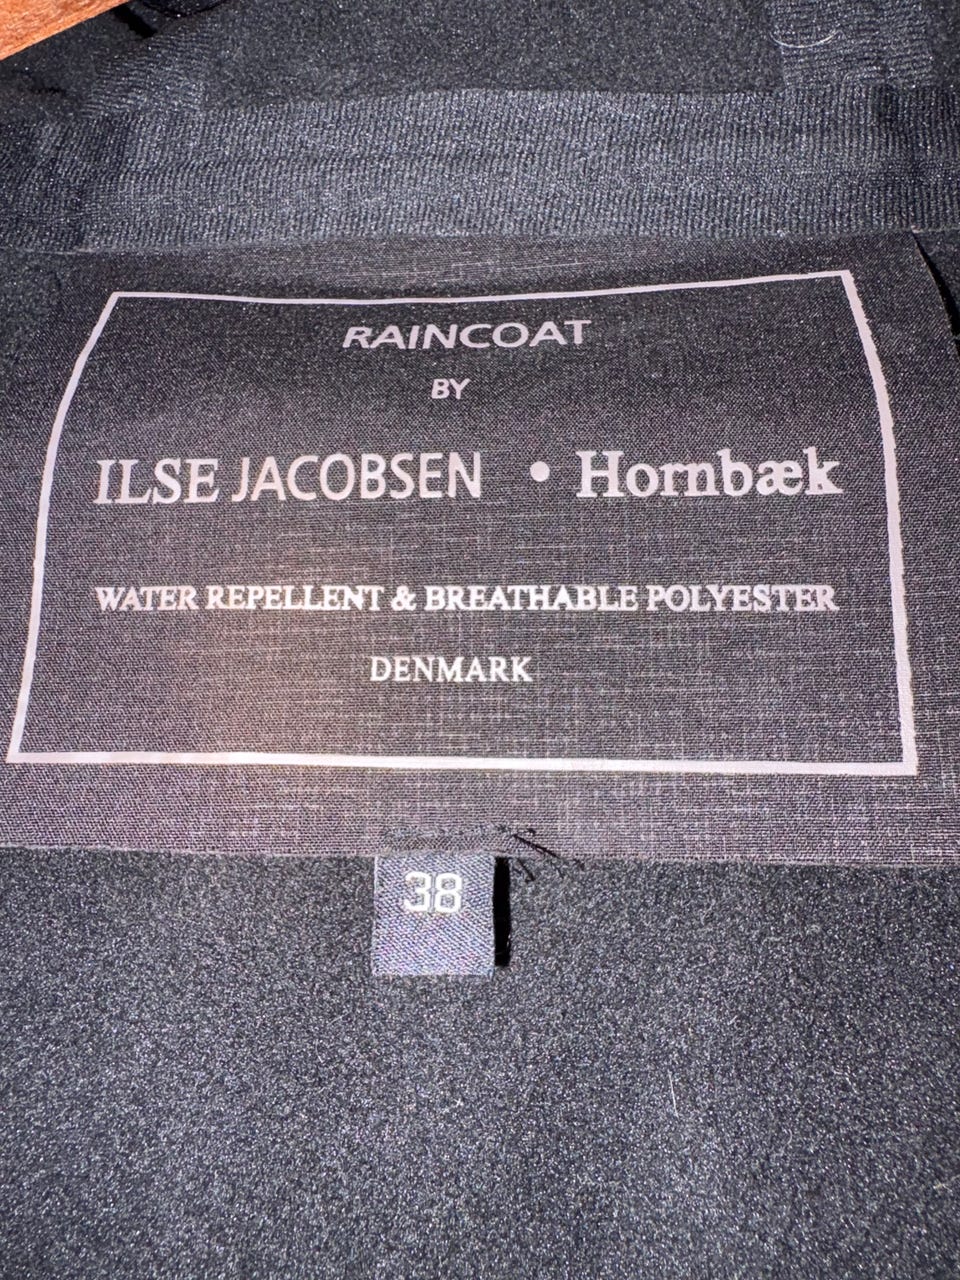 RAINCOAT
BY
ILSE JACOBSEN • Hornbæk
WATER REPELLENT & BREATHABLE POLYESTER
DENMARK
38